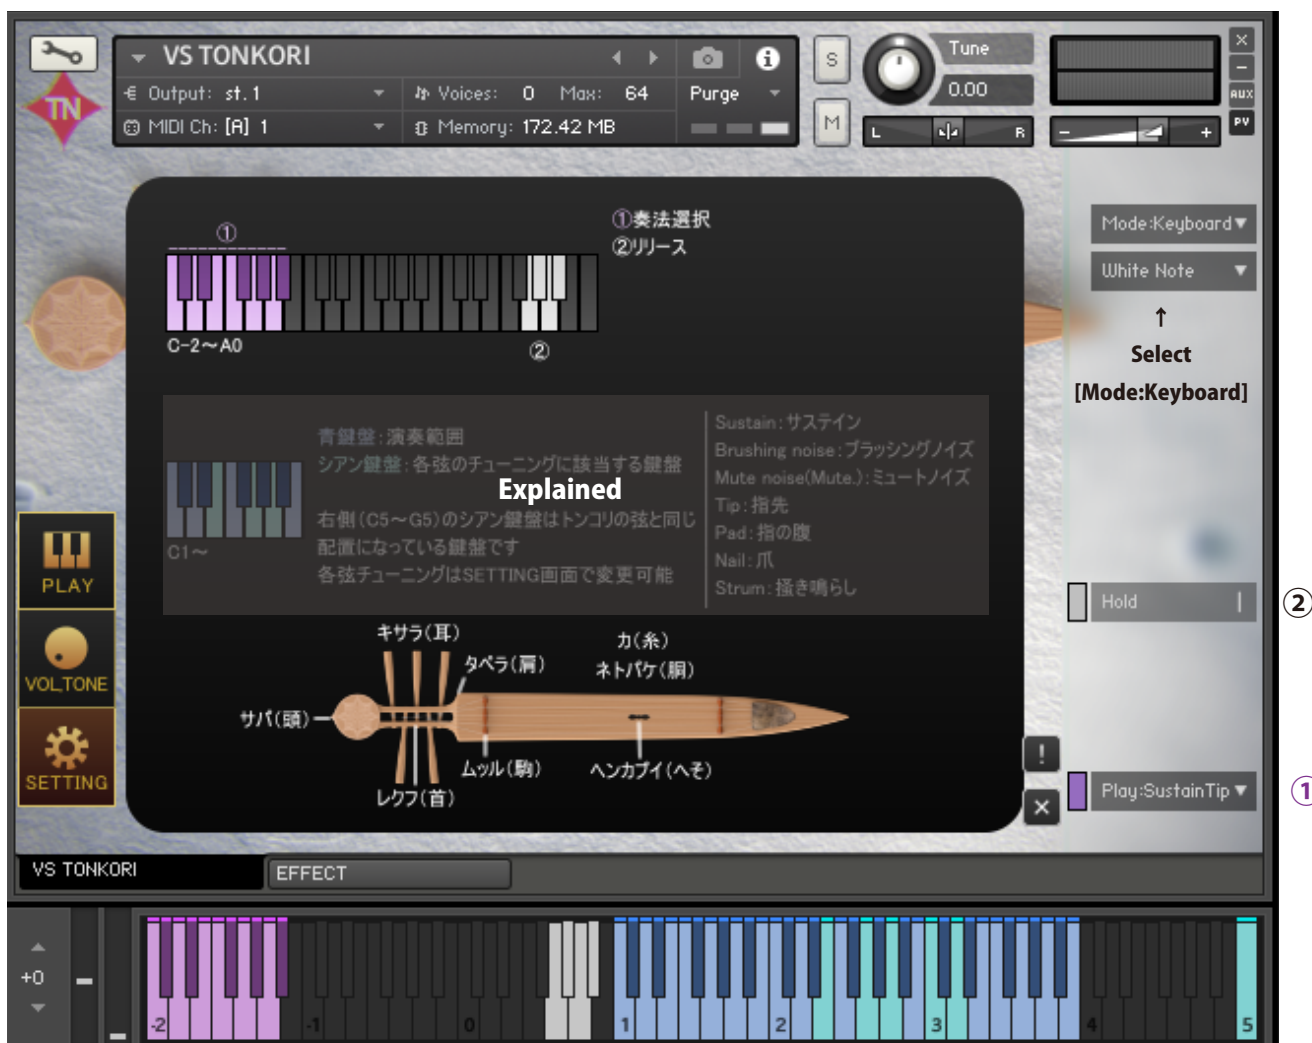 VS TONKORI
Output: st. 1
Voices: 0 Max: 64
Purge
MIDI Ch: [A] 1
Memory: 172.42 MB
TN
S
M
Tune
0.00
L
R
-
+
×
-
AUX
PV
①
①奏法選択
②リリース
C-2～A0
②
Mode:Keyboard▼
White Note ▼
↑
Select
[Mode:Keyboard]
青鍵盤:演奏範囲
シアン鍵盤:各弦のチューニングに該当する鍵盤
Explained
右側(C5～G5)のシアン鍵盤はトンコリの弦と同じ
配置になっている鍵盤です
各弦チューニングはSETTING画面で変更可能
C1～
Sustain:サステイン
Brushing noise:ブラッシングノイズ
Mute noise(Mute.):ミュートノイズ
Tip:指先
Pad:指の腹
Nail:爪
Strum:掻き鳴らし
PLAY
VOL,TONE
SETTING
Hold
②
キサラ(耳)
カ(糸)
タペラ(肩)
ネトパケ(胴)
サパ(頭)
ムッル(駒)
ヘンカプイ(へそ)
レクフ(首)
!
×
Play:SustainTip▼
①
VS TONKORI
EFFECT
+0
-2
-1
0
1
2
3
4
5